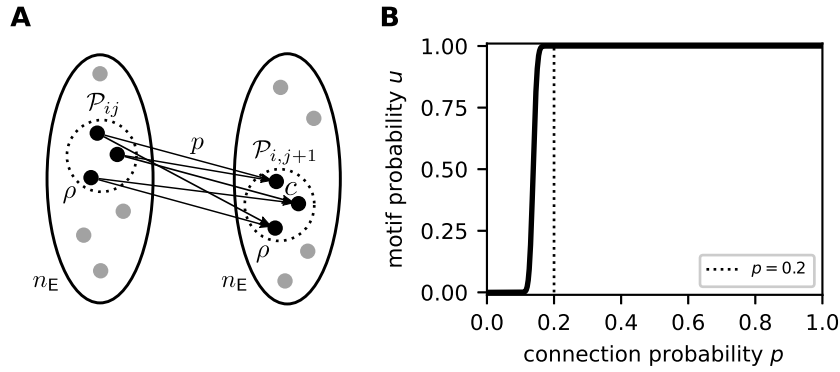 A
𝒫ij
p
𝒫i,j+1
c
ρ
ρ
nE
nE
B
motif probability u
1.00
0.75
0.50
0.25
0.00
p = 0.2
0.0 0.2 0.4 0.6 0.8 1.0
connection probability p